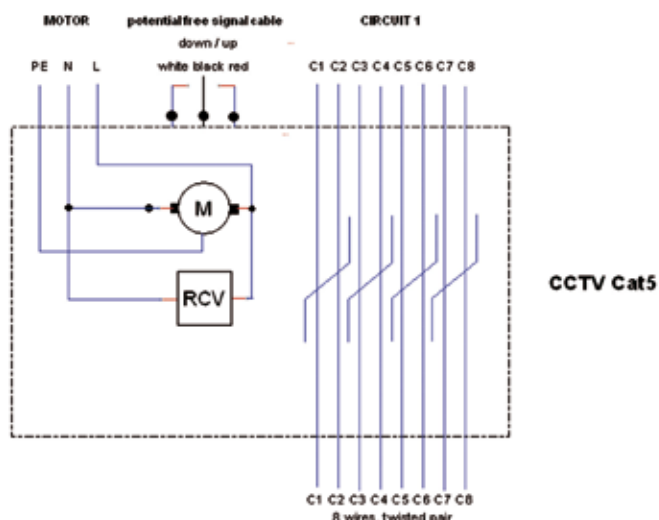 MOTOR potential free signal cable CIRCUIT 1
down / up
PE N L white black red C1 C2 C3 C4 C5 C6 C7 C8
M
RCV
CCTV Cat5
C1 C2 C3 C4 C5 C6 C7 C8
8 wires, twisted pair